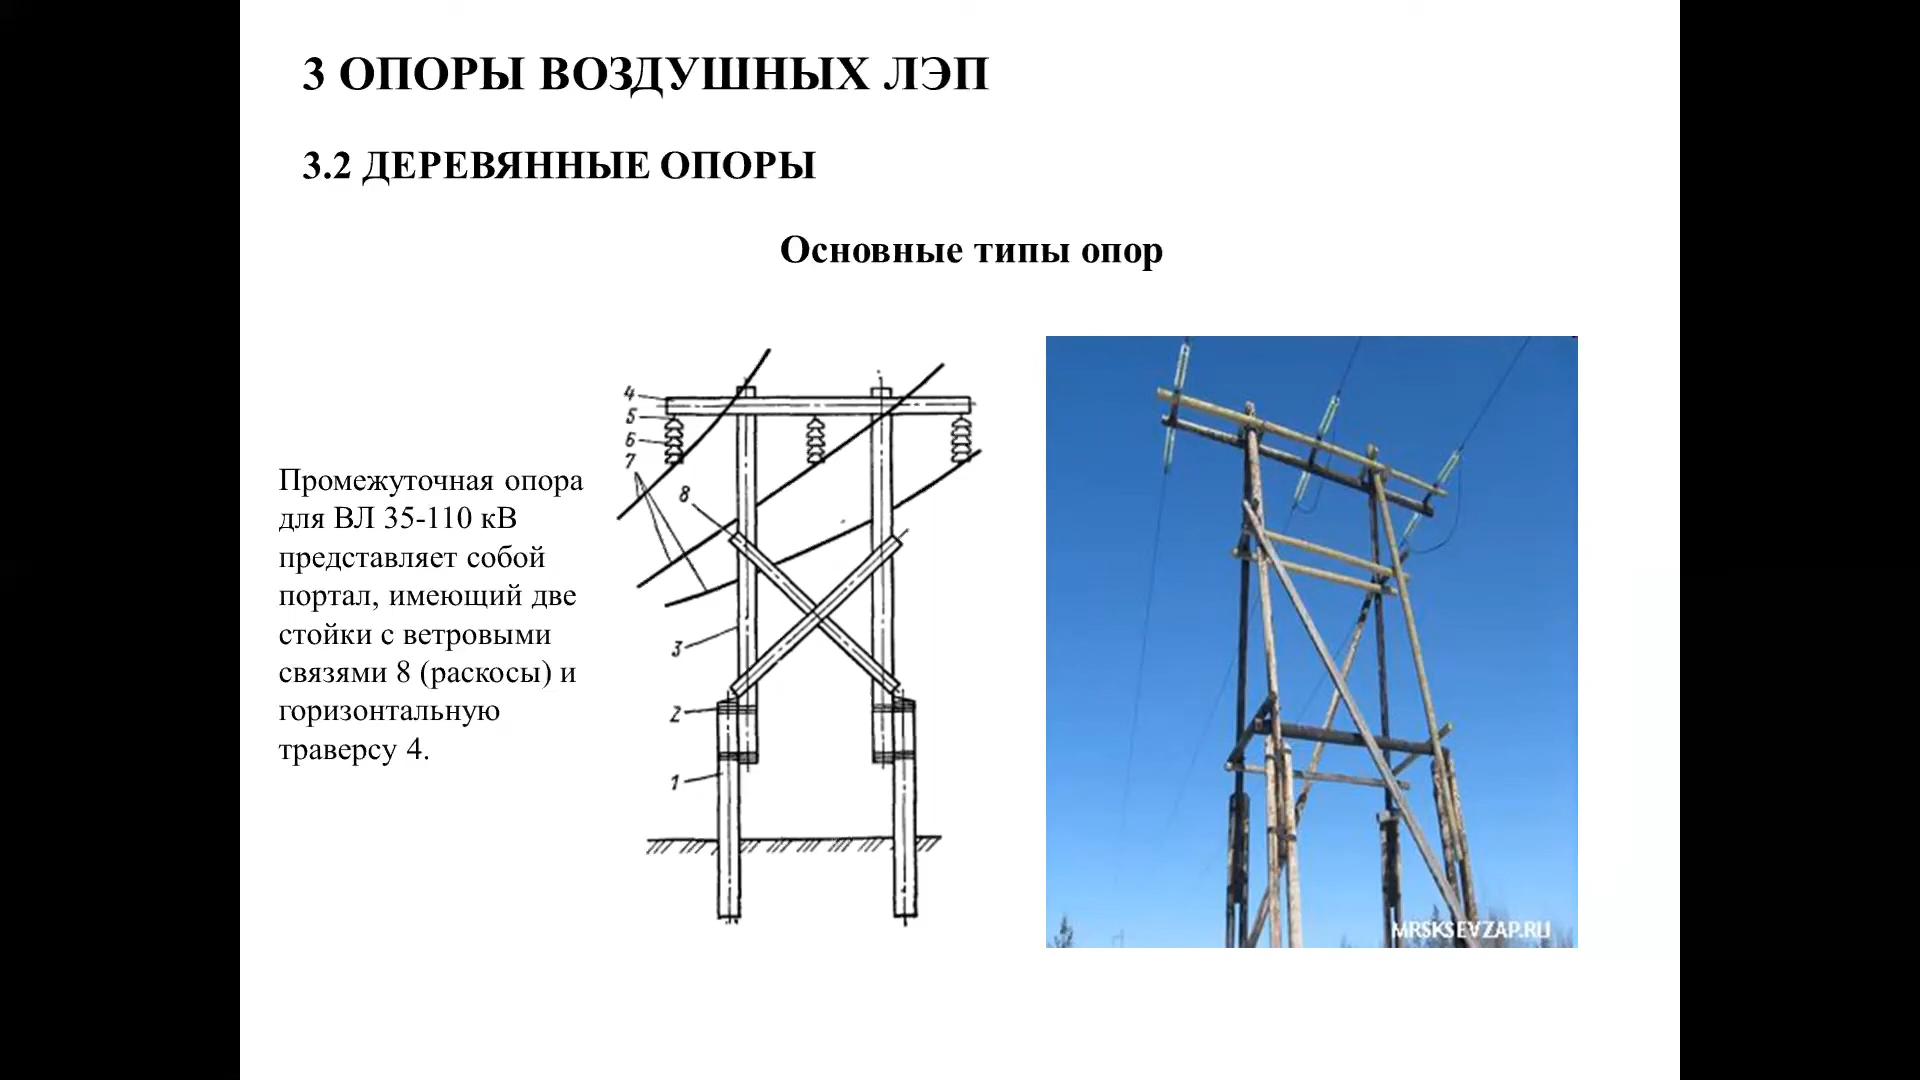 3 ОПОРЫ ВОЗДУШНЫХ ЛЭП
3.2 ДЕРЕВЯННЫЕ ОПОРЫ
Основные типы опор
Промежуточная опора
для ВЛ 35-110 кВ
представляет собой
портал, имеющий две
стойки с ветровыми
связями 8 (раскосы) и
горизонтальную
траверсу 4.
4
5
6
7
8
3
2
1
MRSKSEVZAP.RU